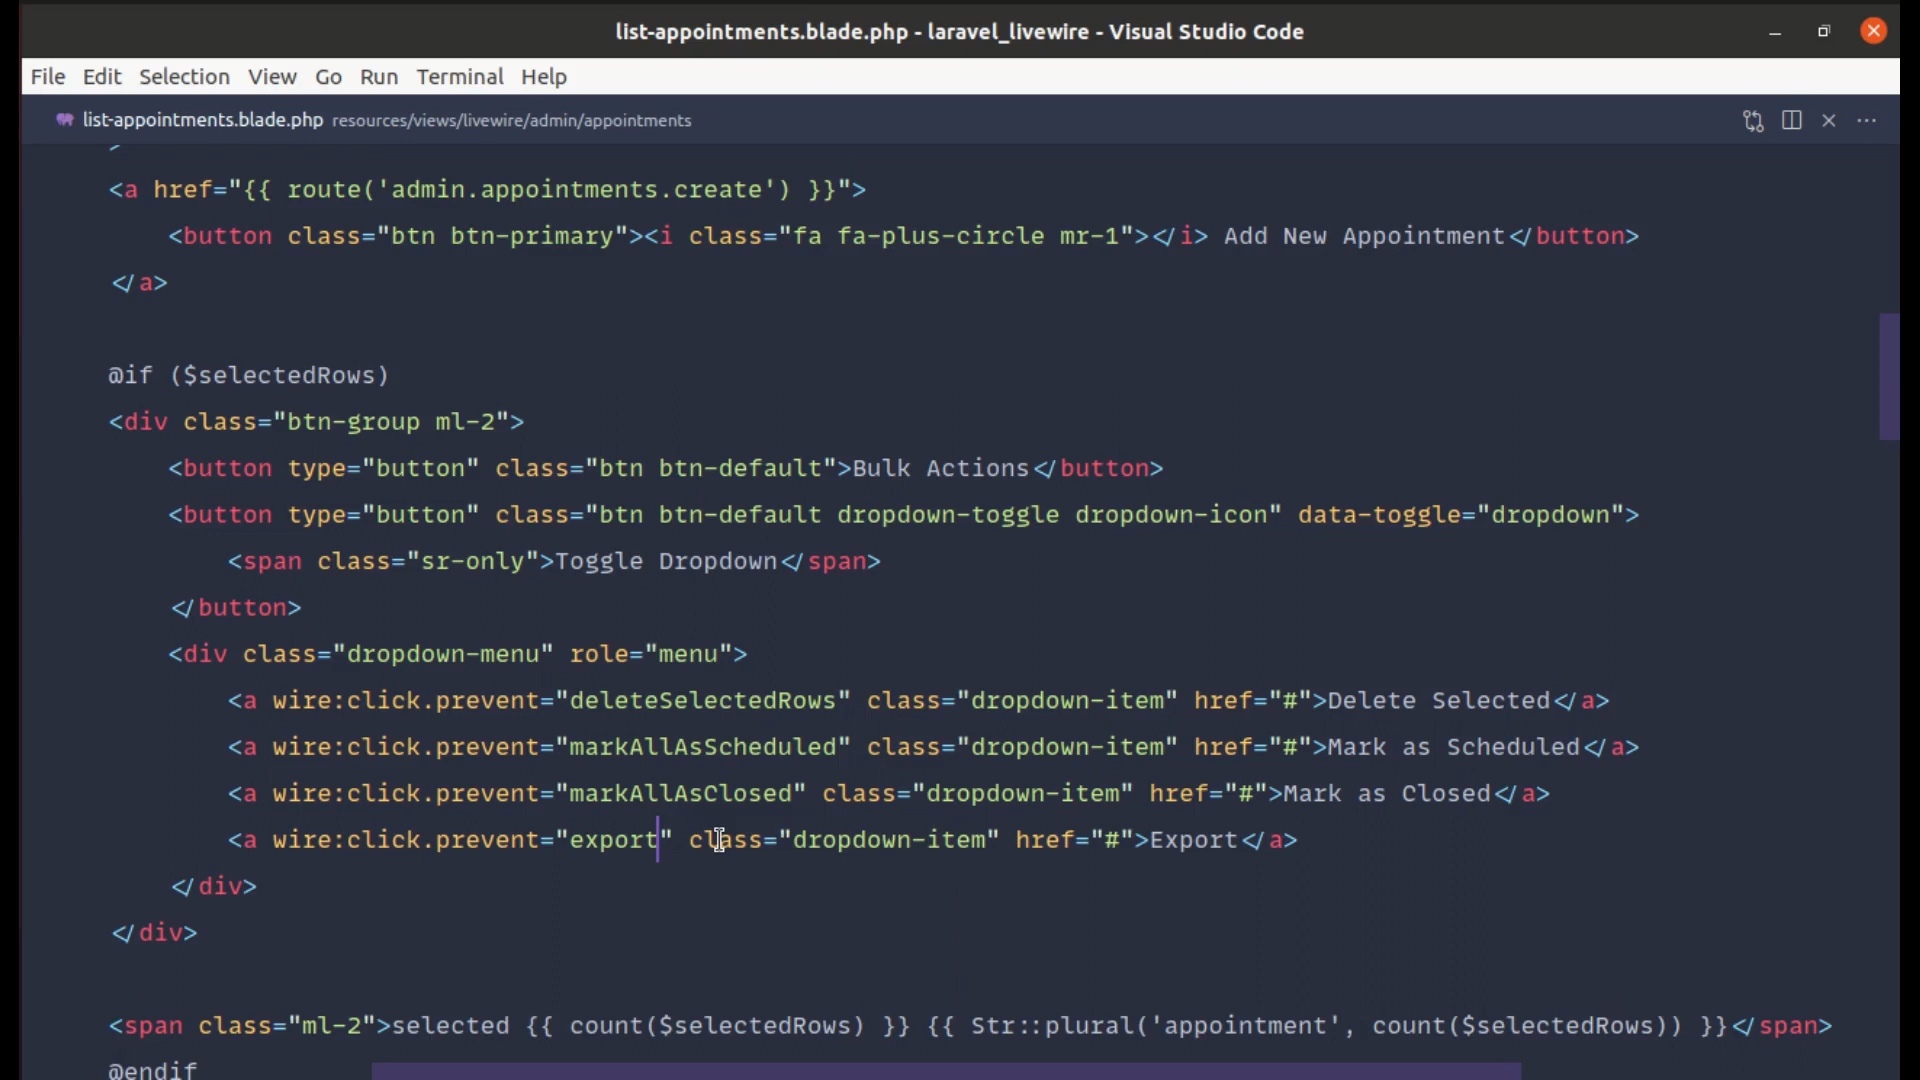 list-appointments.blade.php - laravel_livewire - Visual Studio Code
File Edit Selection View Go Run Terminal Help
list-appointments.blade.php resources/views/livewire/admin/appointments
>
<a href="{{ route('admin.appointments.create') }}">
<button class="btn btn-primary"><i class="fa fa-plus-circle mr-1"></i> Add New Appointment</button>
</a>
@if ($selectedRows)
<div class="btn-group ml-2">
<button type="button" class="btn btn-default">Bulk Actions</button>
<button type="button" class="btn btn-default dropdown-toggle dropdown-icon" data-toggle="dropdown">
<span class="sr-only">Toggle Dropdown</span>
</button>
<div class="dropdown-menu" role="menu">
<a wire:click.prevent="deleteSelectedRows" class="dropdown-item" href="#">Delete Selected</a>
<a wire:click.prevent="markAllAsScheduled" class="dropdown-item" href="#">Mark as Scheduled</a>
<a wire:click.prevent="markAllAsClosed" class="dropdown-item" href="#">Mark as Closed</a>
<a wire:click.prevent="export" class="dropdown-item" href="#">Export</a>
</div>
</div>
<span class="ml-2">selected {{ count($selectedRows) }} {{ Str::plural('appointment', count($selectedRows)) }}</span>
@endif